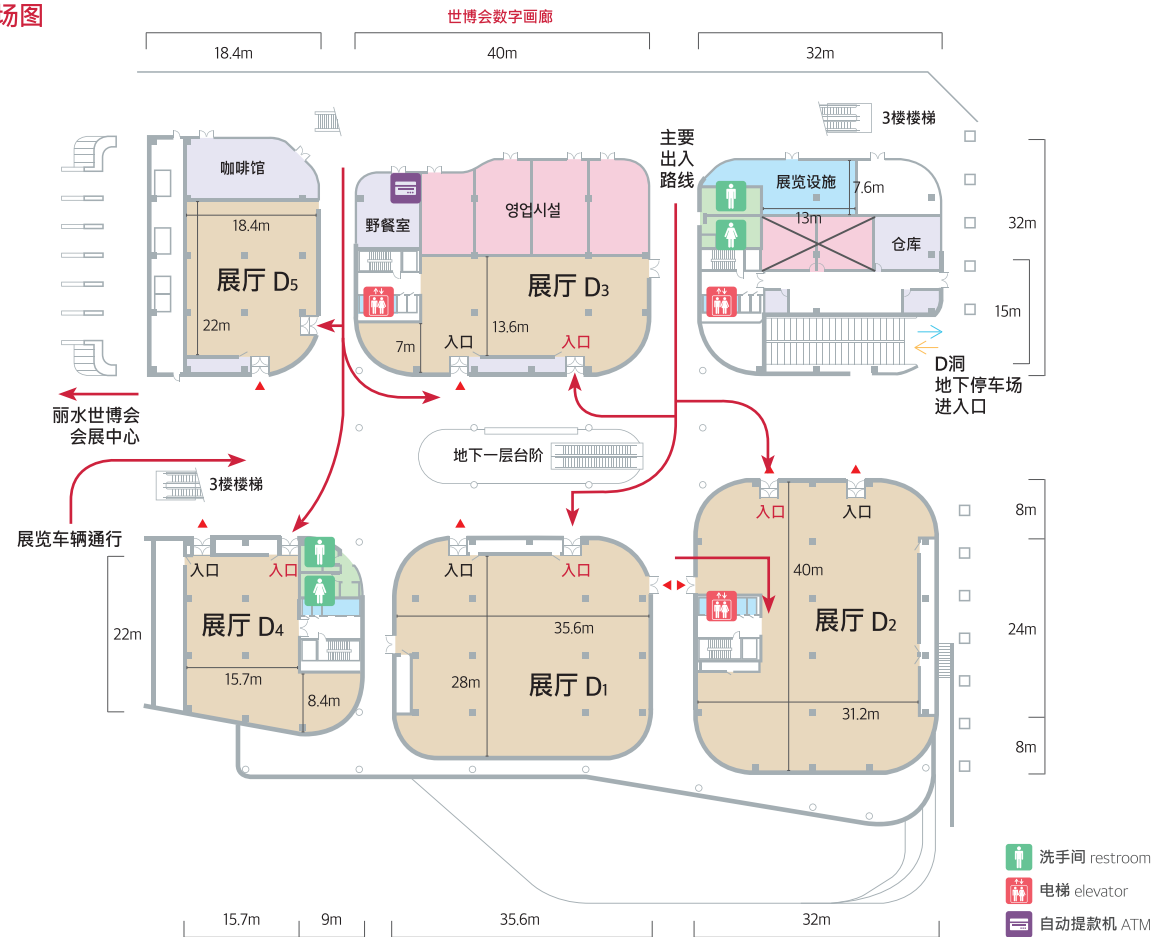 场图
世博会数字画廊
18.4m
40m
32m
3楼楼梯
主要
出入
路线
咖啡馆
18.4m
展厅 D5
22m
野餐室
영업시설
展厅 D3
13.6m
7m
入口
入口
展览设施
7.6m
13m
仓库
32m
15m
D洞
地下停车场
进入口
丽水世博会
会展中心
地下一层台阶
3楼楼梯
展览车辆通行
入口
入口
展厅 D4
22m
15.7m
8.4m
入口
入口
35.6m
28m
展厅 D1
入口
入口
40m
展厅 D2
31.2m
8m
24m
8m
洗手间 restroom
电梯 elevator
自动提款机 ATM
15.7m
9m
35.6m
32m